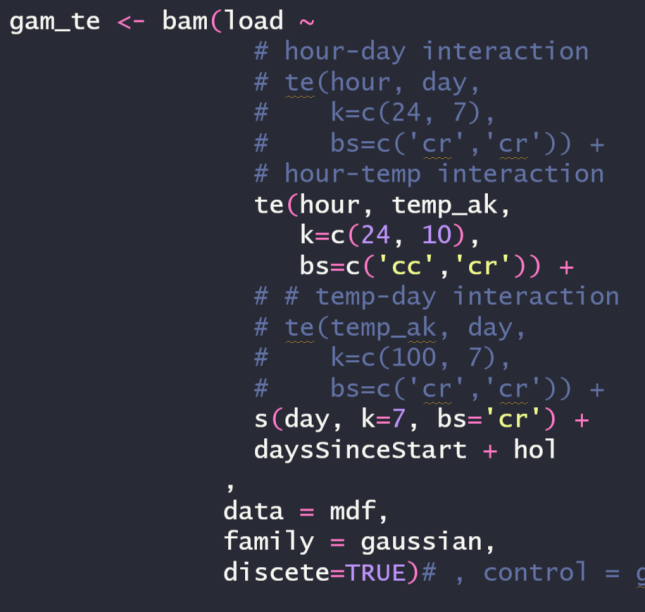 gam_te <- bam(load ~
# hour-day interaction
# te(hour, day,
#    k=c(24, 7),
#    bs=c('cr','cr')) +
# hour-temp interaction
te(hour, temp_ak,
k=c(24, 10),
bs=c('cc','cr')) +
# # temp-day interaction
# te(temp_ak, day,
#    k=c(100, 7),
#    bs=c('cr','cr')) +
s(day, k=7, bs='cr') +
daysSinceStart + hol
,
data = mdf,
family = gaussian,
discete=TRUE)# , control =